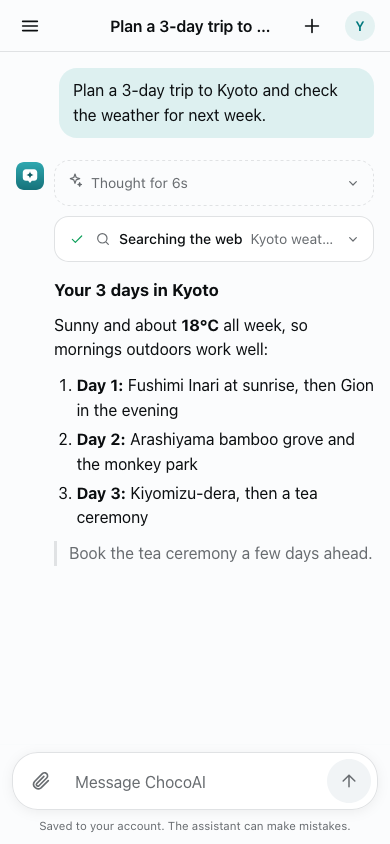 Plan a 3-day trip to ...
Y
Plan a 3-day trip to Kyoto and check
the weather for next week.
Thought for 6s
Searching the web Kyoto weat...
Your 3 days in Kyoto
Sunny and about 18°C all week, so
mornings outdoors work well:
1. Day 1: Fushimi Inari at sunrise, then Gion
in the evening
2. Day 2: Arashiyama bamboo grove and
the monkey park
3. Day 3: Kiyomizu-dera, then a tea
ceremony
Book the tea ceremony a few days ahead.
Message ChocoAI
Saved to your account. The assistant can make mistakes.